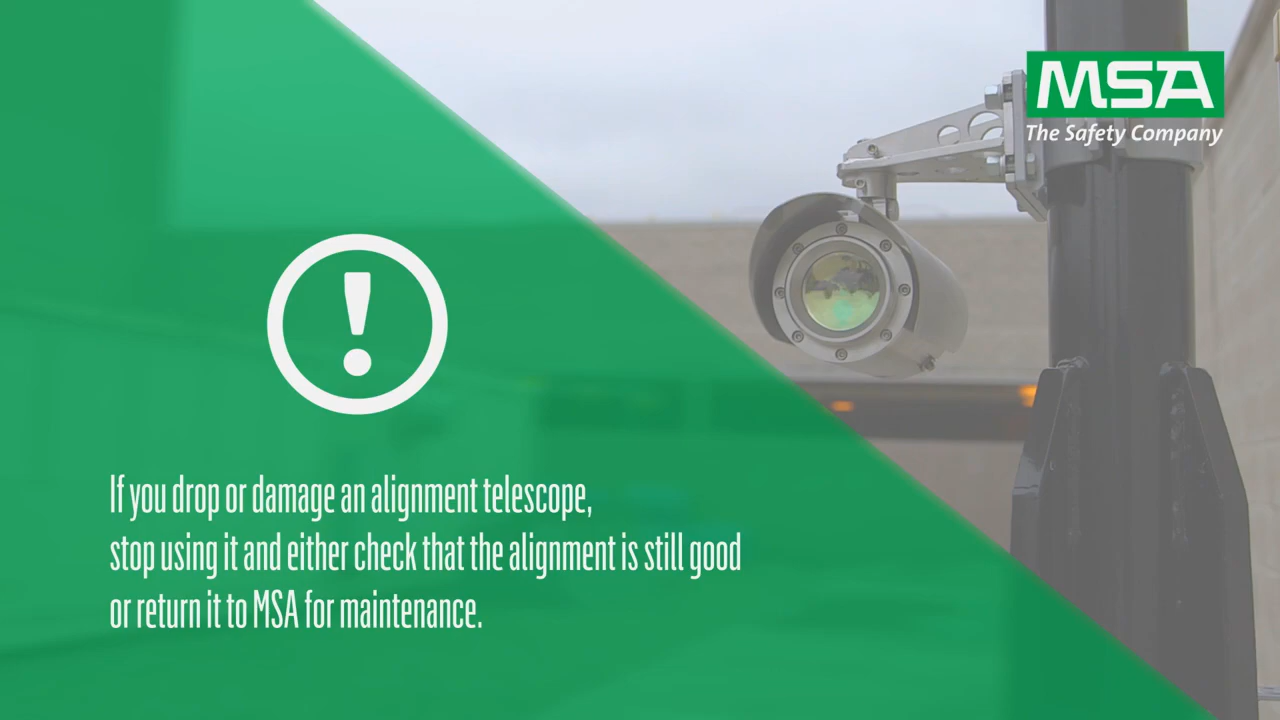 MSA
The Safety Company
!
If you drop or damage an alignment telescope,
stop using it and either check that the alignment is still good
or return it to MSA for maintenance.